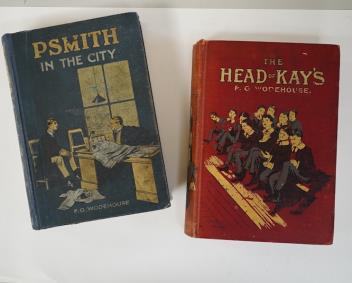 PSMITH
IN THE CITY
P. G. WODEHOUSE
THE
HEAD OF KAY'S
P. G. WODEHOUSE.